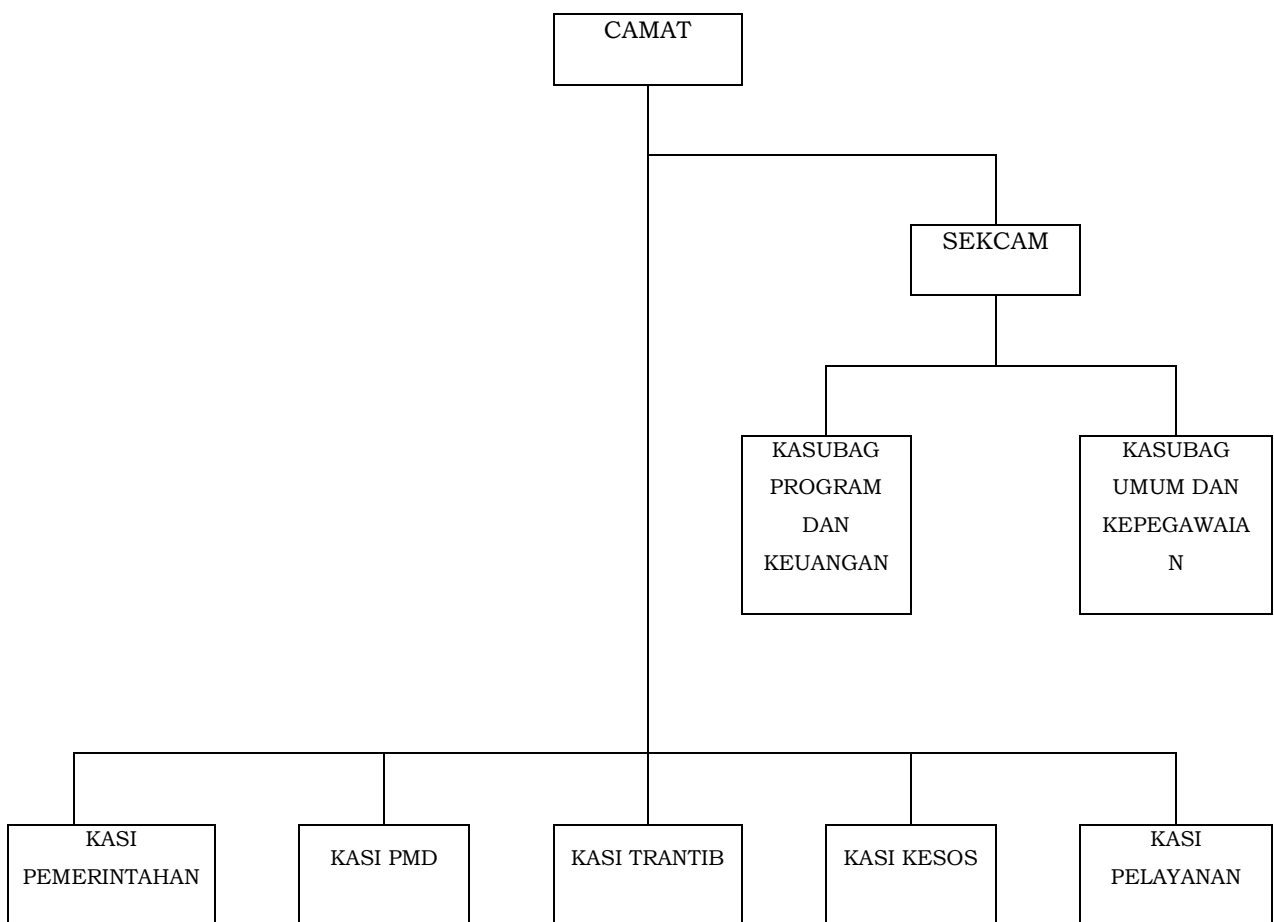 CAMAT
SEKCAM
KASUBAG
PROGRAM
DAN
KEUANGAN
KASUBAG
UMUM DAN
KEPEGAWAIA
N
KASI
PEMERINTAHAN
KASI PMD
KASI TRANTIB
KASI KESOS
KASI
PELAYANAN